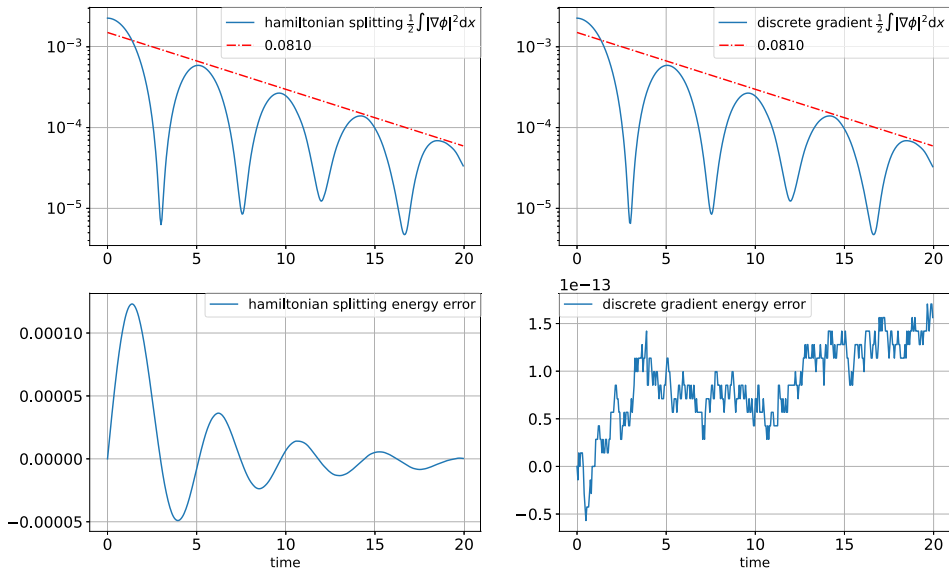 hamiltonian splitting ½∫|∇ϕ|²dx
0.0810
10⁻³
10⁻⁴
10⁻⁵
0 5 10 15 20
discrete gradient ½∫|∇ϕ|²dx
0.0810
10⁻³
10⁻⁴
10⁻⁵
0 5 10 15 20
hamiltonian splitting energy error
0.00010
0.00005
0.00000
−0.00005
0 5 10 15 20
time
1e−13
discrete gradient energy error
1.5
1.0
0.5
0.0
−0.5
0 5 10 15 20
time